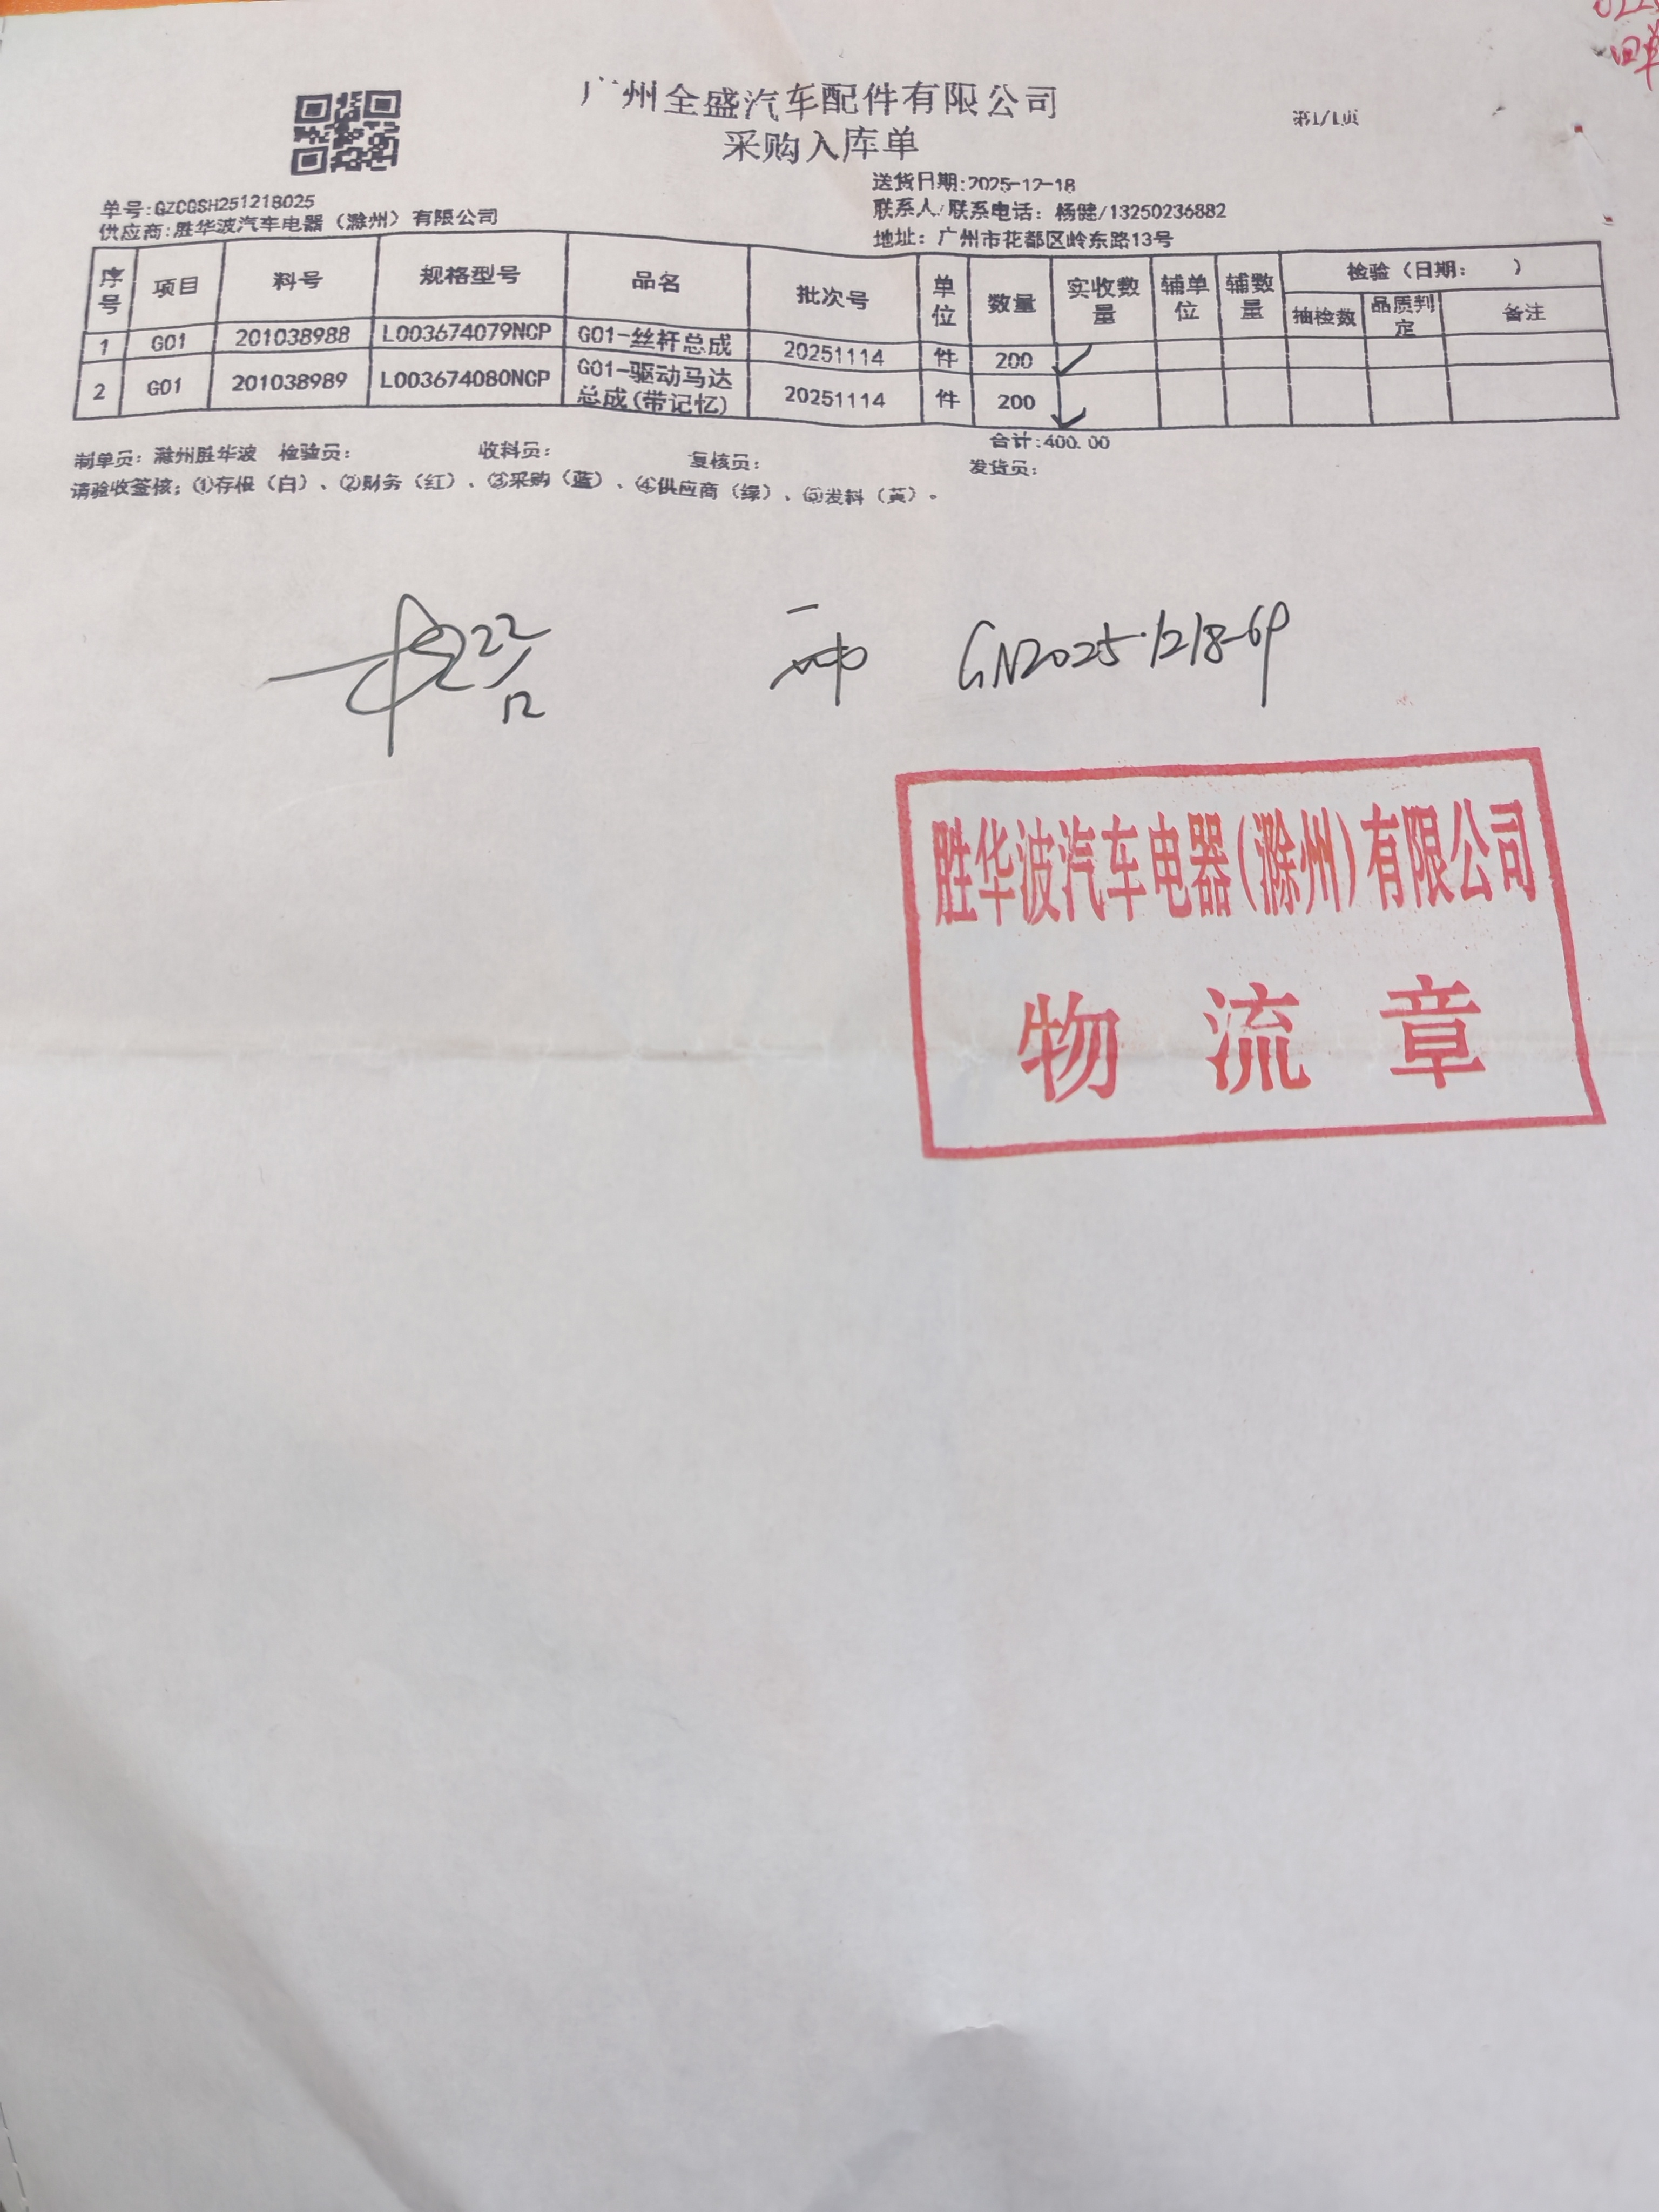 广州全盛汽车配件有限公司
采购入库单
第1/1页
单号:QZCGSH251218025
供应商:胜华波汽车电器（滁州）有限公司
送货日期:2025-12-18
联系人/联系电话：杨健/13250236882
地址：广州市花都区岭东路13号
序号 项目 料号 规格型号 品名 批次号 单位 数量 实收数量 辅单位 辅数量 检验（日期： ）
抽检数 品质判定 备注
1 G01 201038988 L003674079NCP G01-丝杆总成 20251114 件 200
2 G01 201038989 L003674080NCP G01-驱动马达总成(带记忆) 20251114 件 200
合计:400.00
制单员：滁州胜华波 检验员： 收料员： 复核员： 发货员：
请验收签核；①存根（白）、②财务（红）、③采购（蓝）、④供应商（绿）、⑤发料（黄）。
22/12
GN20251218-69
胜华波汽车电器(滁州)有限公司
物流章